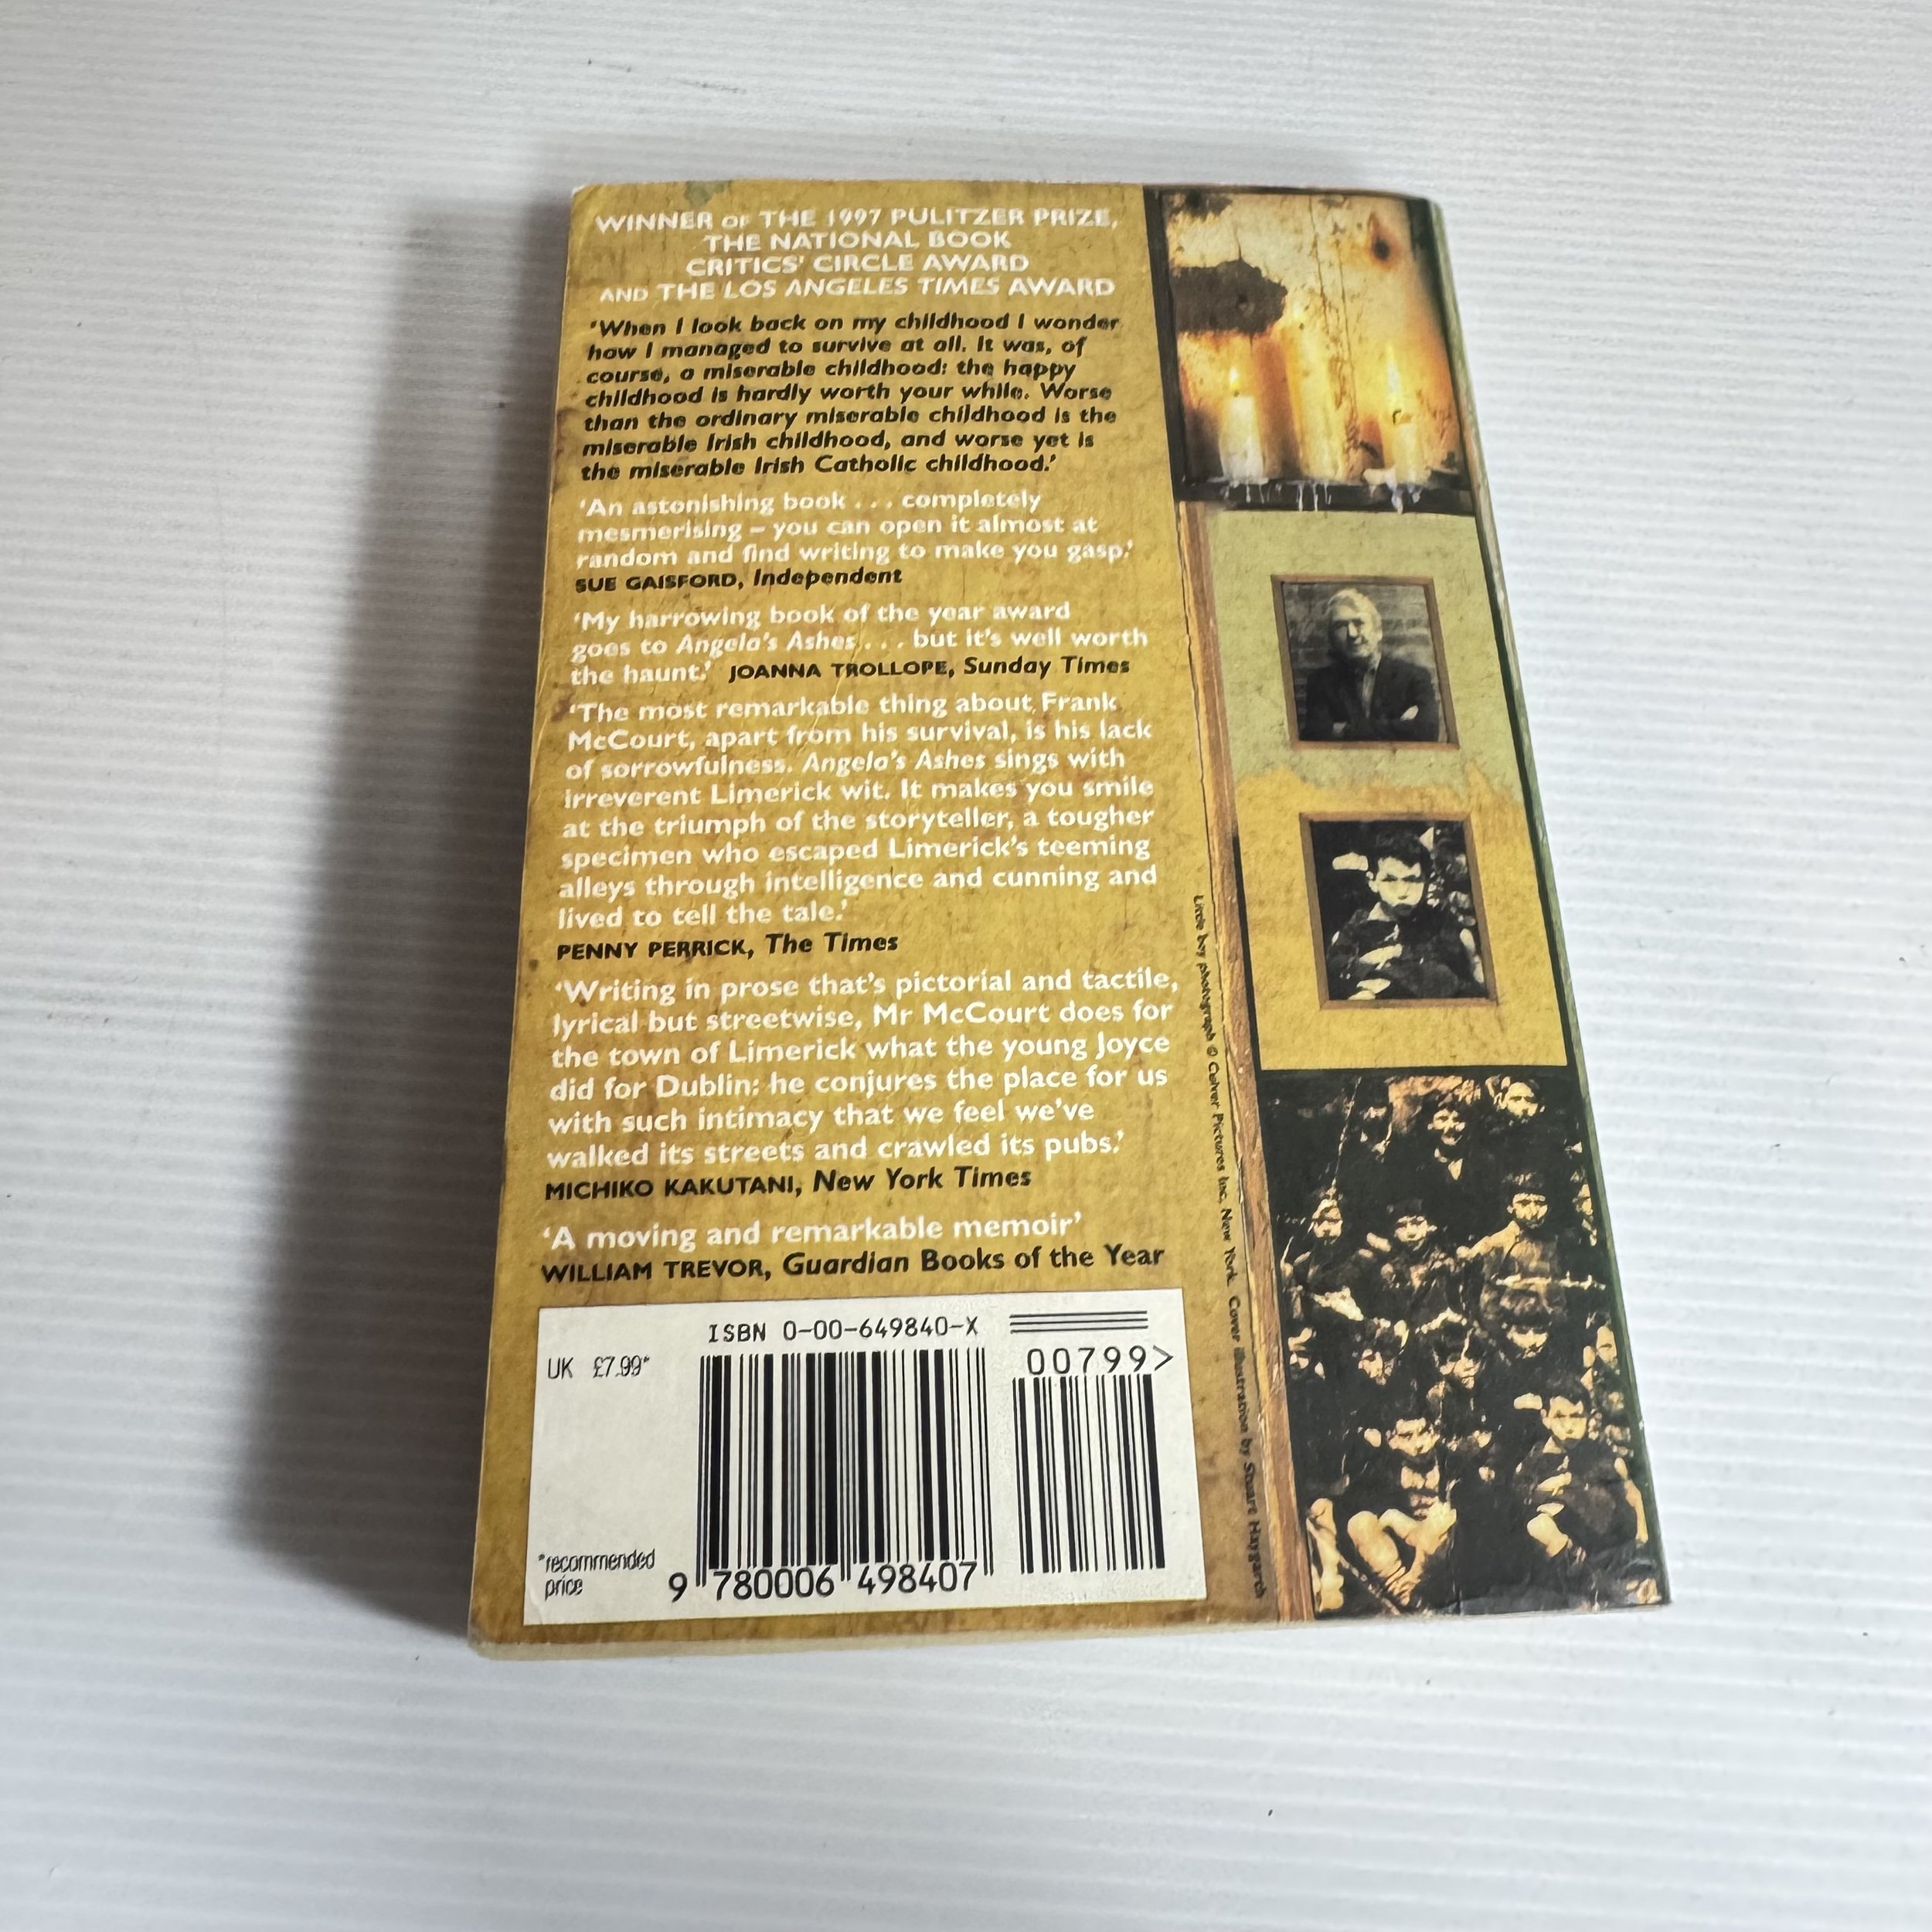 WINNER OF THE 1997 PULITZER PRIZE,
THE NATIONAL BOOK
CRITICS' CIRCLE AWARD
AND THE LOS ANGELES TIMES AWARD
'When I look back on my childhood I wonder
how I managed to survive at all. It was, of
course, a miserable childhood: the happy
childhood is hardly worth your while. Worse
than the ordinary miserable childhood is the
miserable Irish childhood, and worse yet is
the miserable Irish Catholic childhood.'
'An astonishing book . . . completely
mesmerising – you can open it almost at
random and find writing to make you gasp.'
SUE GAISFORD, Independent
'My harrowing book of the year award
goes to Angela's Ashes . . . but it's well worth
the haunt.' JOANNA TROLLOPE, Sunday Times
'The most remarkable thing about Frank
McCourt, apart from his survival, is his lack
of sorrowfulness. Angela's Ashes sings with
irreverent Limerick wit. It makes you smile
at the triumph of the storyteller, a tougher
specimen who escaped Limerick's teeming
alleys through intelligence and cunning and
lived to tell the tale.'
PENNY PERRICK, The Times
'Writing in prose that's pictorial and tactile,
lyrical but streetwise, Mr McCourt does for
the town of Limerick what the young Joyce
did for Dublin: he conjures the place for us
with such intimacy that we feel we've
walked its streets and crawled its pubs.'
MICHIKO KAKUTANI, New York Times
'A moving and remarkable memoir'
WILLIAM TREVOR, Guardian Books of the Year
ISBN 0-00-649840-X
UK £7.99*
00799>
*recommended
price
9 780006 498407
Little boy photograph © Culver Pictures Inc, New York. Cover illustration by Stuart Haygarth